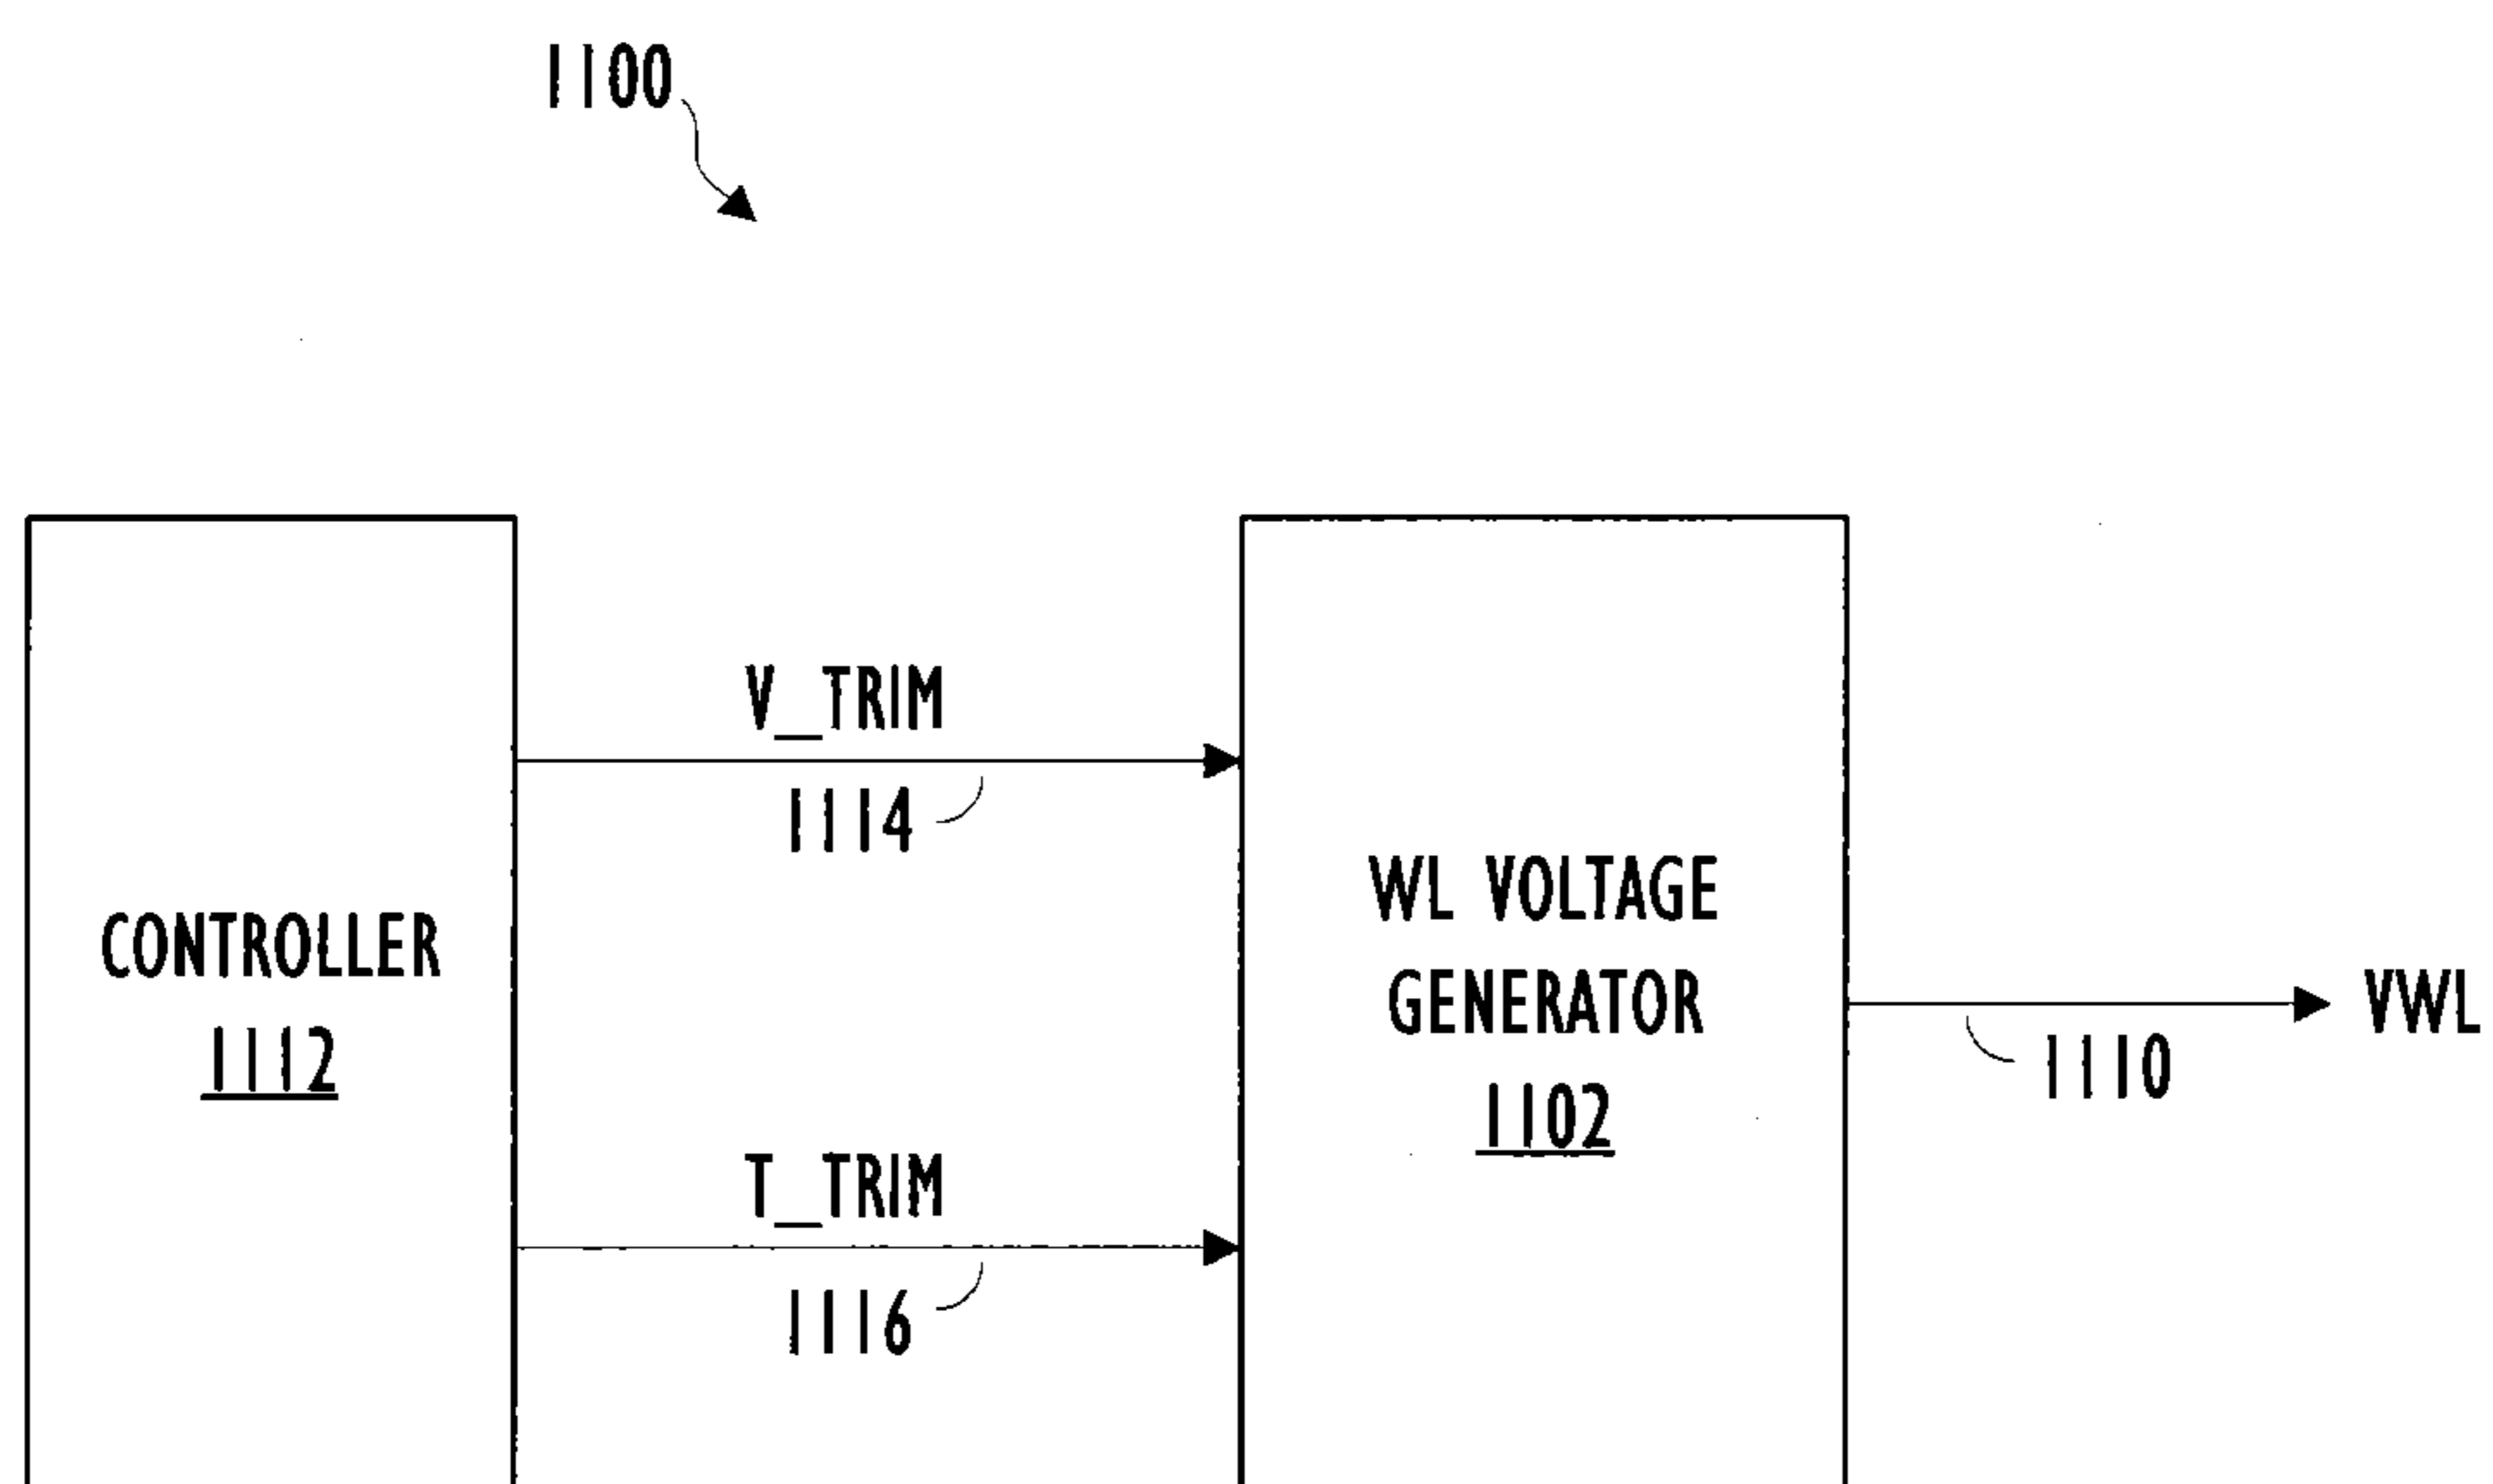 1100
V_TRIM
1114
CONTROLLER
1112
T_TRIM
1116
WL VOLTAGE
GENERATOR
1102
VWL
1110